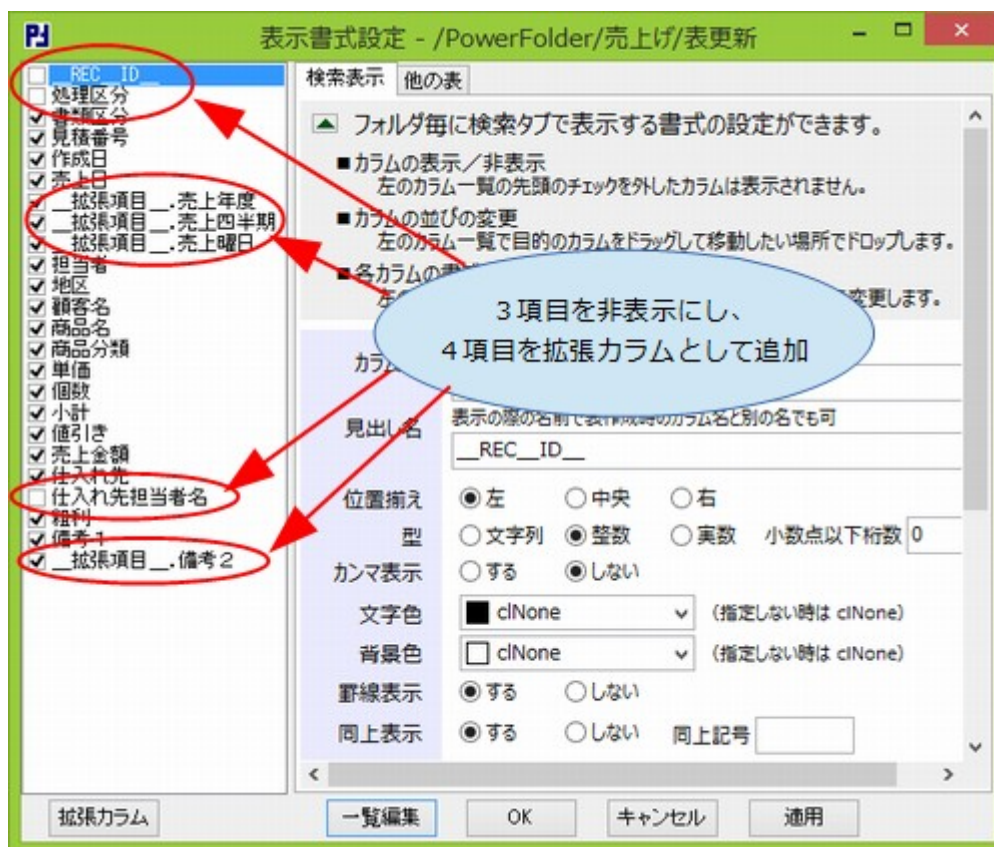 表示書式設定 - /PowerFolder/売上げ/表更新
__REC__ID__
処理区分
書類区分
見積番号
作成日
売上日
__拡張項目__.売上年度
__拡張項目__.売上四半期
__拡張項目__.売上曜日
担当者
地区
顧客名
商品名
商品分類
単価
個数
小計
値引き
売上金額
仕入れ先
仕入れ先担当者名
粗利
備考1
__拡張項目__.備考2
検索表示 他の表
フォルダ毎に検索タブで表示する書式の設定ができます。
■カラムの表示／非表示
左のカラム一覧の先頭のチェックを外したカラムは表示されません。
■カラムの並びの変更
左のカラム一覧で目的のカラムをドラッグして移動したい場所でドロップします。
■各カラムの
変更します。
3項目を非表示にし、
4項目を拡張カラムとして追加
カラム
見出し名 表示の際の名前で表作成時のカラム名と別の名でも可
__REC__ID__
位置揃え 左 中央 右
型 文字列 整数 実数 小数点以下桁数 0
カンマ表示 する しない
文字色 clNone (指定しない時は clNone)
背景色 clNone (指定しない時は clNone)
罫線表示 する しない
同上表示 する しない 同上記号
拡張カラム 一覧編集 OK キャンセル 適用